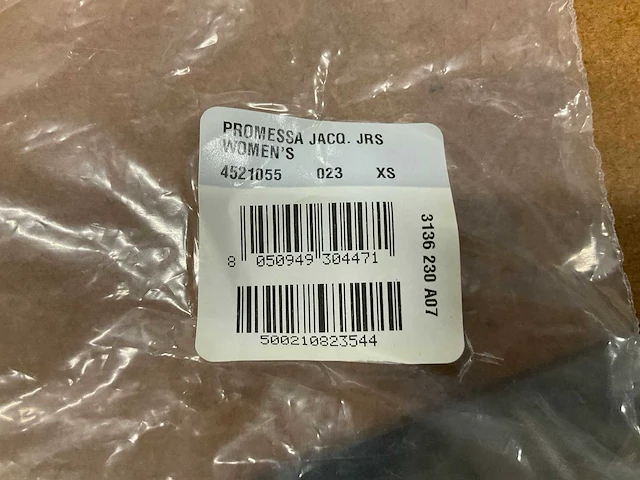 PROMESSA JACQ. JRS
WOMEN'S
4521055 023 XS
8 050949 304471
500210823544
3136 230 A07